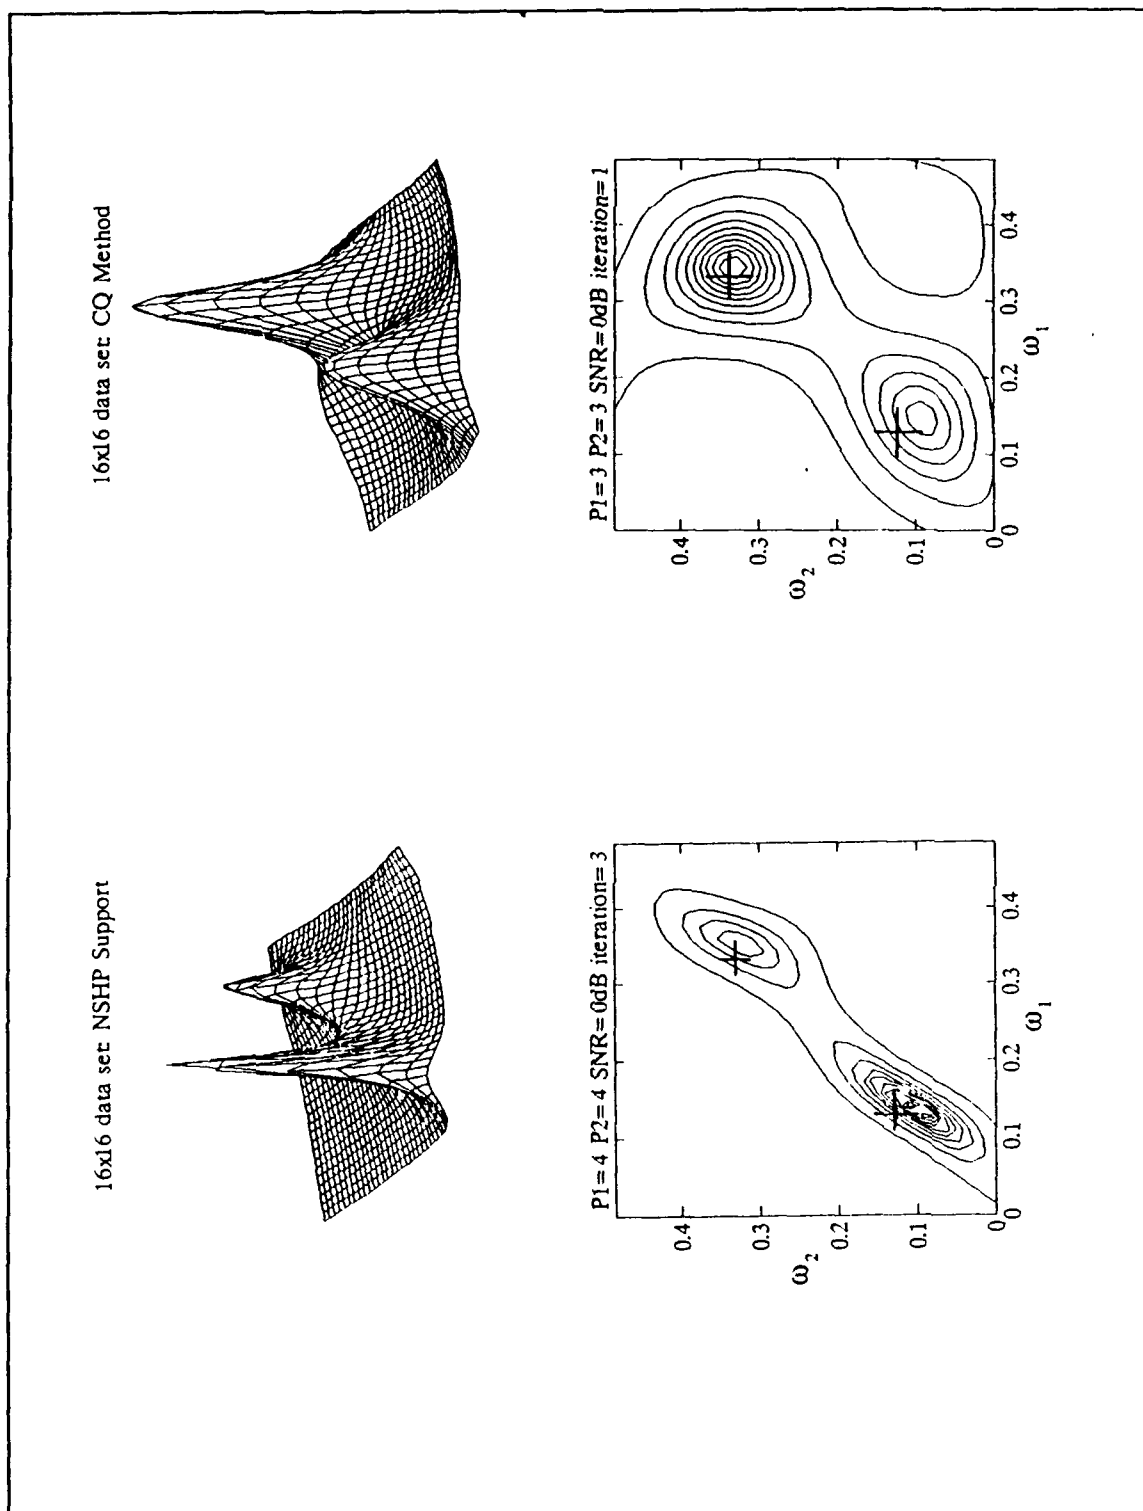 16x16 data set: NSHP Support
P1=4 P2=4 SNR=0dB iteration=3
0.4
0.3
0.2
0.1
0
ω2
0
0.1
0.2
0.3
0.4
ω1
16x16 data set: CQ Method
P1=3 P2=3 SNR=0dB iteration=1
0.4
0.3
0.2
0.1
0
ω2
0
0.1
0.2
0.3
0.4
ω1